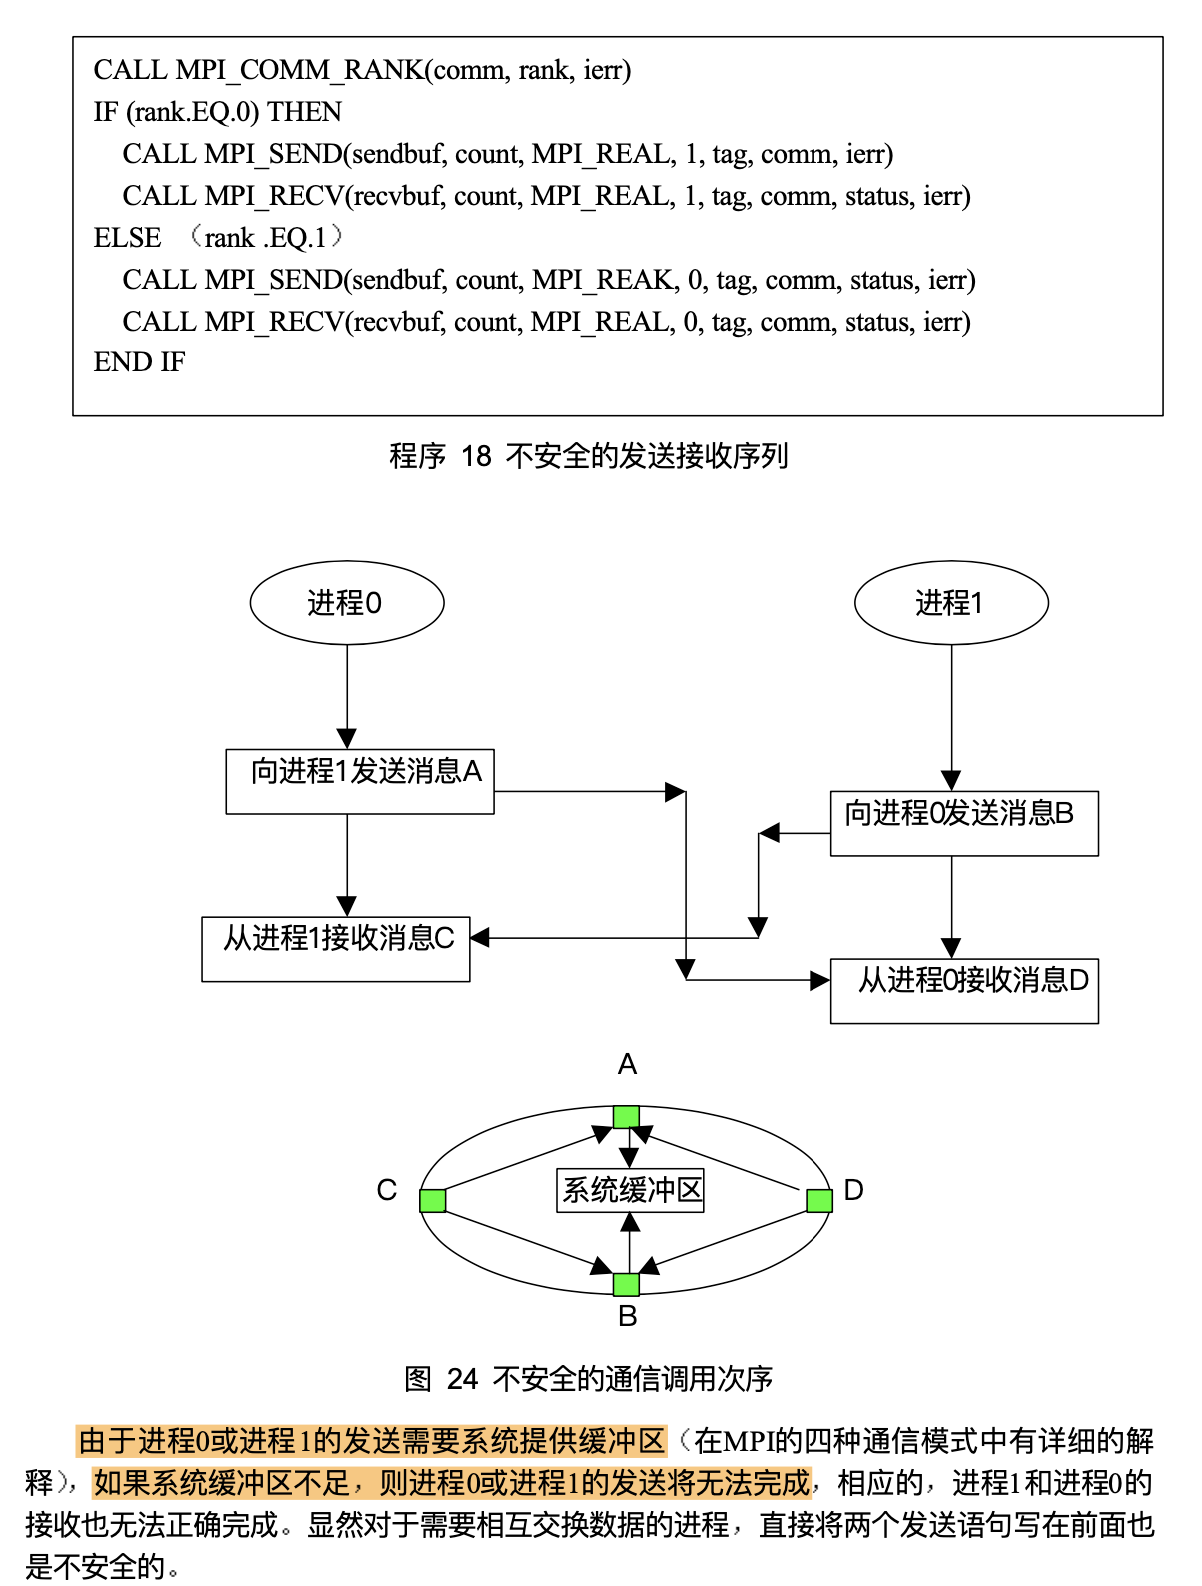 CALL MPI_COMM_RANK(comm, rank, ierr)
IF (rank.EQ.0) THEN
CALL MPI_SEND(sendbuf, count, MPI_REAL, 1, tag, comm, ierr)
CALL MPI_RECV(recvbuf, count, MPI_REAL, 1, tag, comm, status, ierr)
ELSE （rank .EQ.1）
CALL MPI_SEND(sendbuf, count, MPI_REAK, 0, tag, comm, status, ierr)
CALL MPI_RECV(recvbuf, count, MPI_REAL, 0, tag, comm, status, ierr)
END IF
程序 18 不安全的发送接收序列
进程0
进程1
向进程1发送消息A
向进程0发送消息B
从进程1接收消息C
从进程0接收消息D
A
C
系统缓冲区
D
B
图 24 不安全的通信调用次序
由于进程0或进程1的发送需要系统提供缓冲区（在MPI的四种通信模式中有详细的解
释），如果系统缓冲区不足，则进程0或进程1的发送将无法完成，相应的，进程1和进程0的
接收也无法正确完成。显然对于需要相互交换数据的进程，直接将两个发送语句写在前面也
是不安全的。